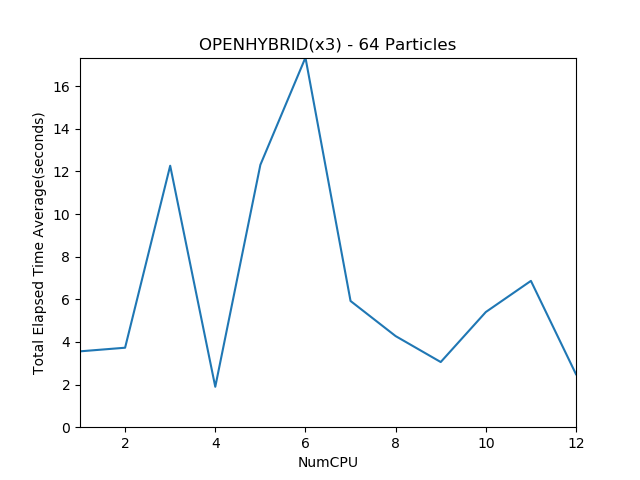 OPENHYBRID(x3) - 64 Particles
Total Elapsed Time Average(seconds)
16
14
12
10
8
6
4
2
0
2 4 6 8 10 12
NumCPU